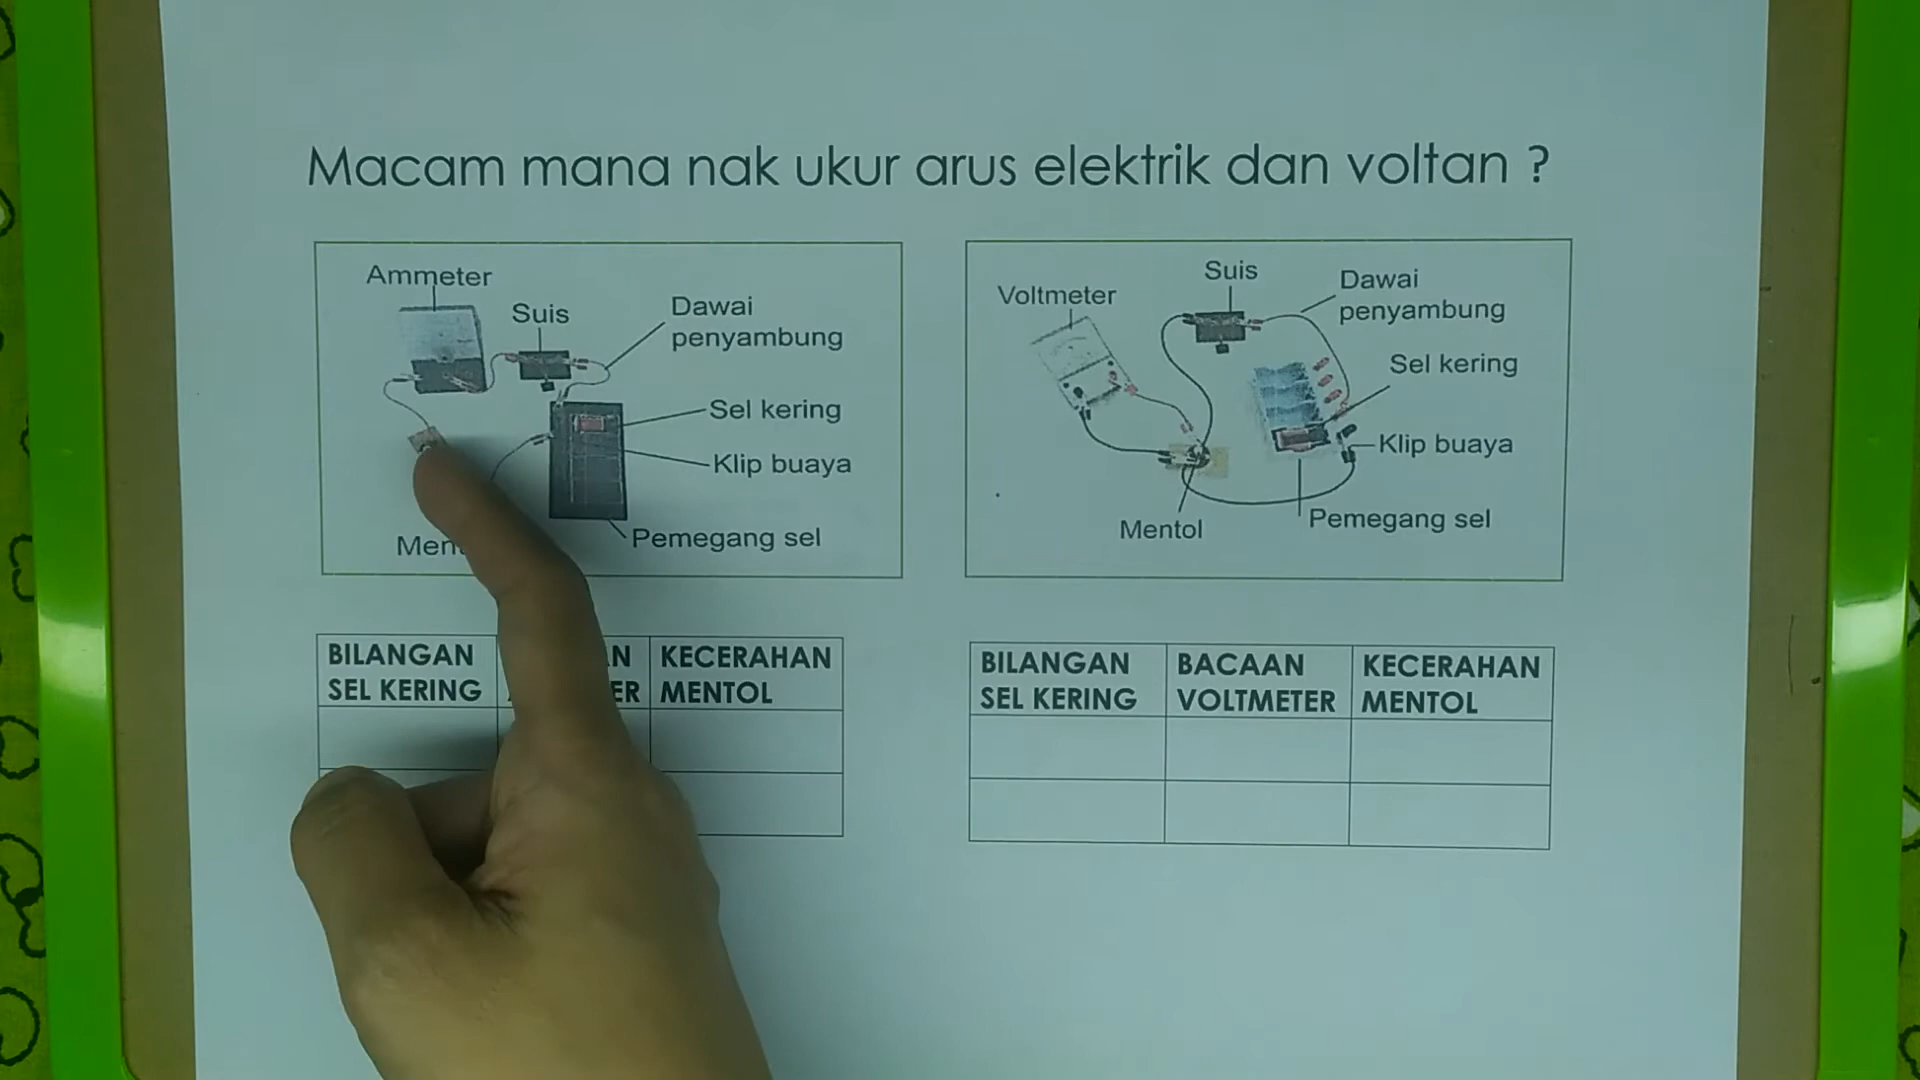 Macam mana nak ukur arus elektrik dan voltan ?
Ammeter
Suis
Dawai
penyambung
Sel kering
Klip buaya
Pemegang sel
Voltmeter
Suis
Dawai
penyambung
Sel kering
Klip buaya
Pemegang sel
Mentol
BILANGAN
SEL KERING
KECERAHAN
MENTOL
BILANGAN
SEL KERING
BACAAN
VOLTMETER
KECERAHAN
MENTOL